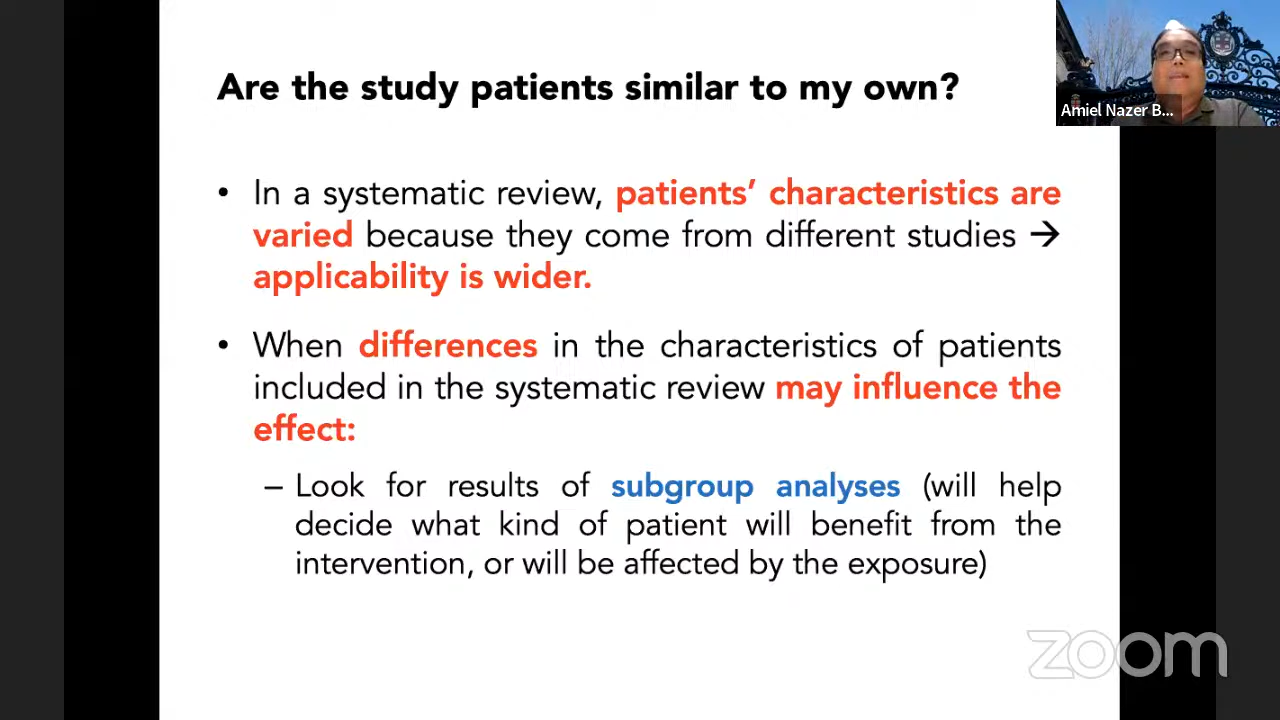 Are the study patients similar to my own?
Amiel Nazer B...
• In a systematic review, patients’ characteristics are
varied because they come from different studies →
applicability is wider.
• When differences in the characteristics of patients
included in the systematic review may influence the
effect:
– Look for results of subgroup analyses (will help
decide what kind of patient will benefit from the
intervention, or will be affected by the exposure)
zoom